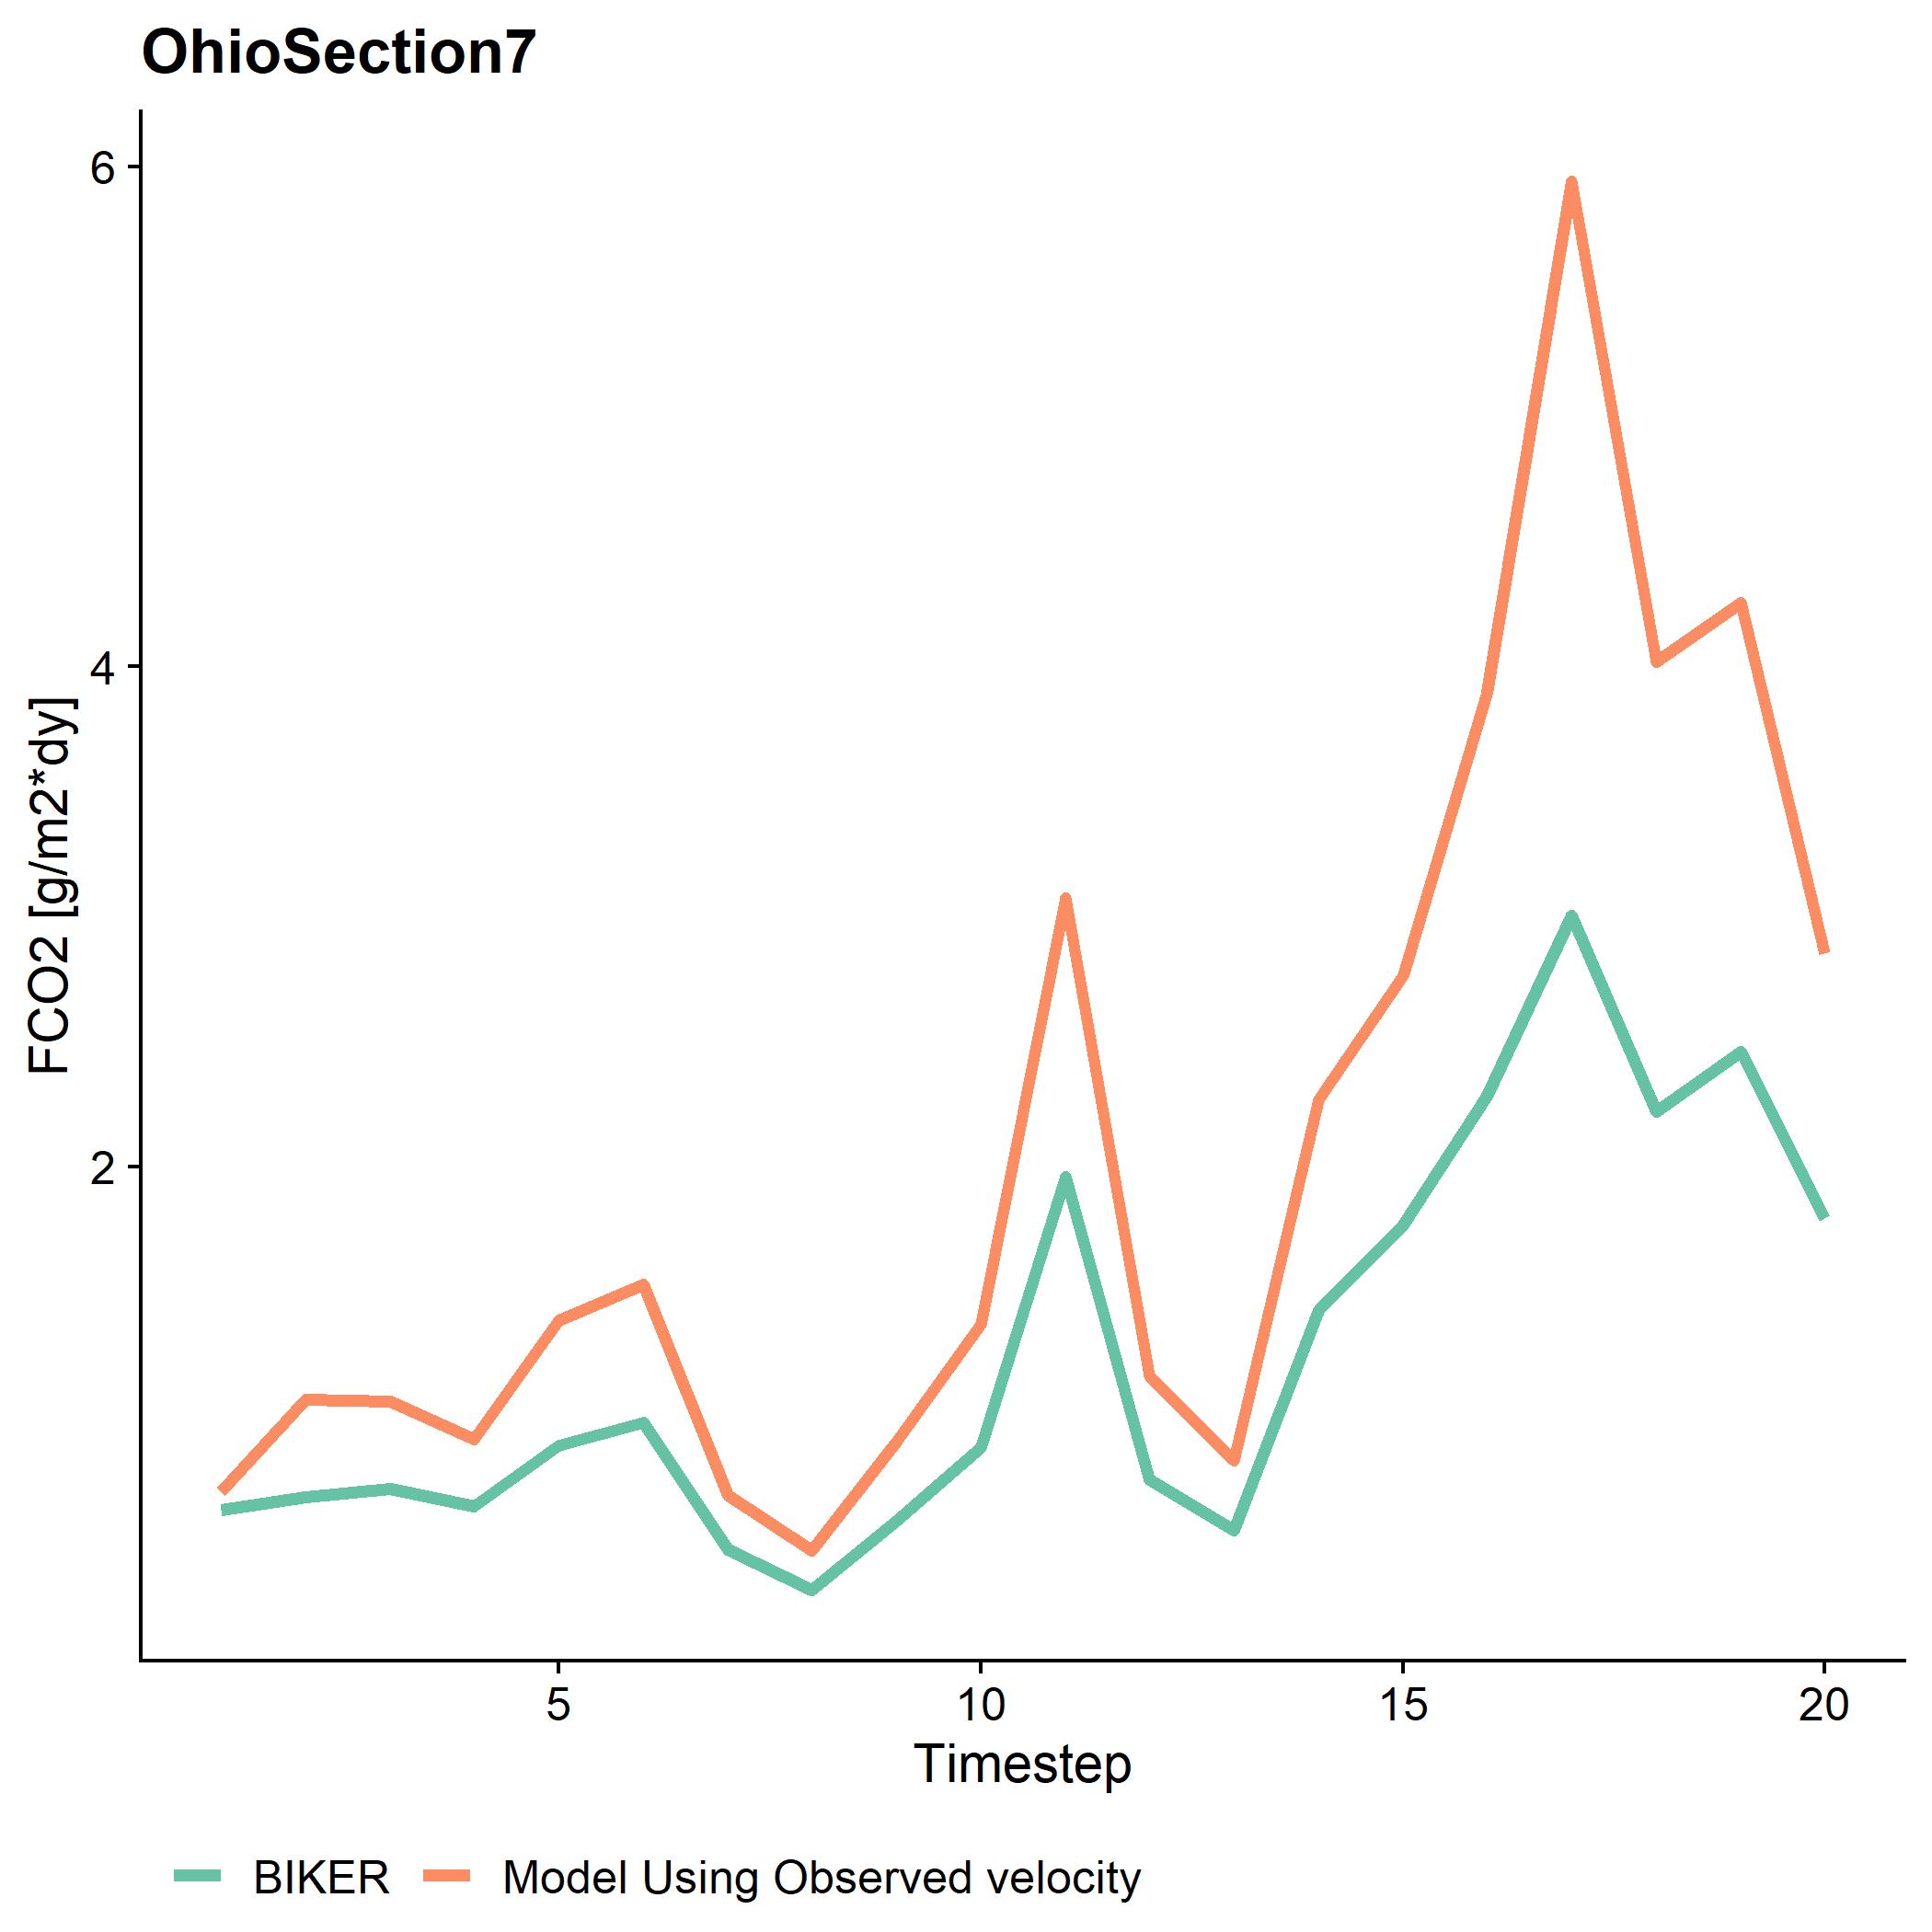 OhioSection7
6
4
2
FCO2 [g/m2*dy]
5 10 15 20
Timestep
BIKER Model Using Observed velocity